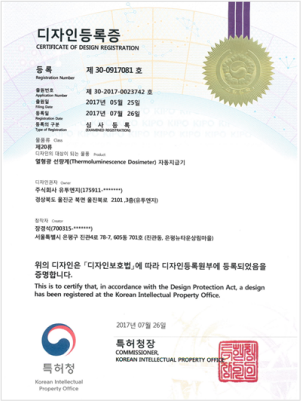 디자인등록증
CERTIFICATE OF DESIGN REGISTRATION
등록 제 30-0917081 호
Registration Number
출원번호 제 30-2017-0023742 호
Application Number
출원일 2017년 05월 25일
Filing Date
등록일 2017년 07월 26일
Registration Date
등록의 구분 심사등록
Type of Registration (EXAMINED REGISTRATION)
물품류 Class
제20류
디자인의 대상이 되는 물품 Product
열형광 선량계(Thermoluminescence Dosimeter) 자동지급기
디자인권자 Owner
주식회사 유투엔지(175911-*******)
경상북도 울진군 북면 울진북로 2101 ,3층(유투엔지)
창작자 Creator
장경석(670315-*******)
서울특별시 은평구 진관4로 78-7, 605동 701호 (진관동, 은평뉴타운상림마을)
위의 디자인은 「디자인보호법」에 따라 디자인등록원부에 등록되었음을
증명합니다.
This is to certify that, in accordance with the Design Protection Act, a design
has been registered at the Korean Intellectual Property Office.
2017년 07월 26일
특허청
Korean Intellectual
Property Office
특허청장
COMMISSIONER,
KOREAN INTELLECTUAL PROPERTY OFFICE